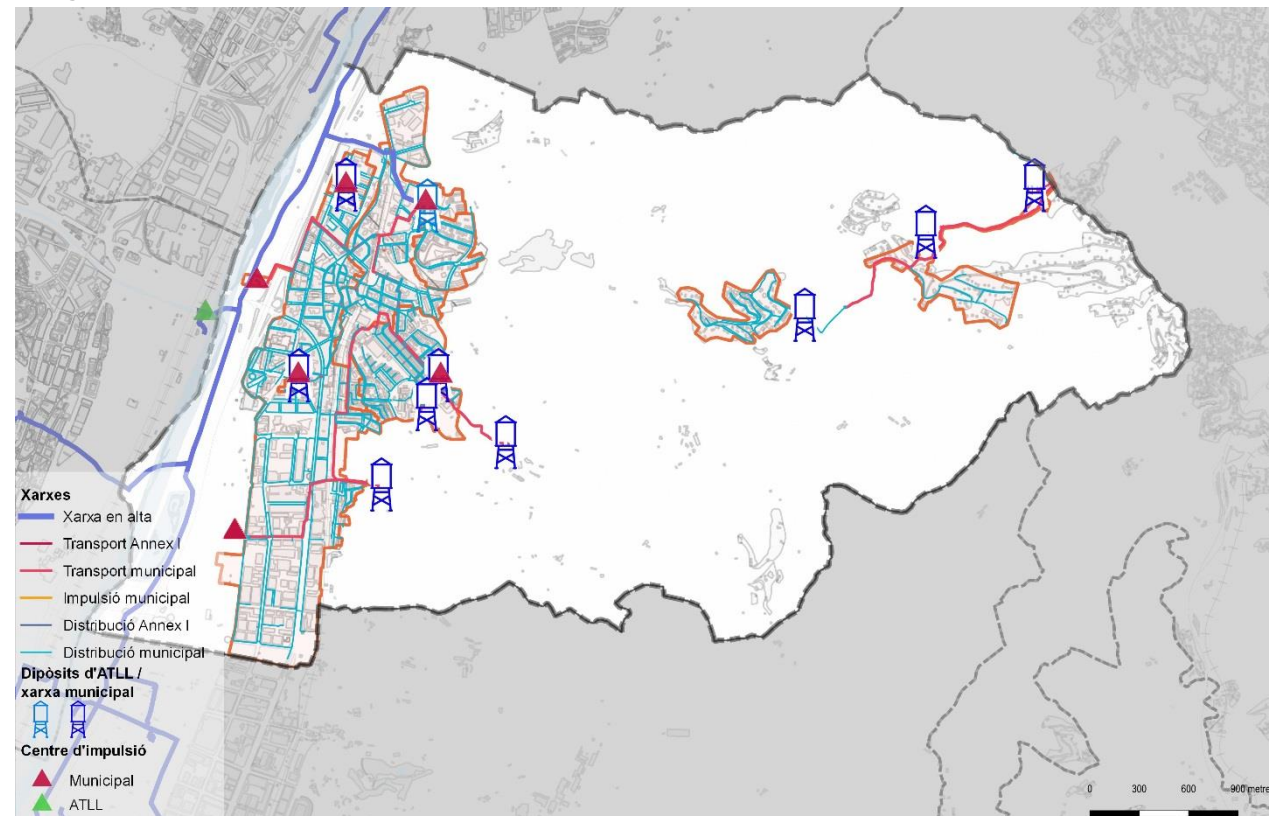 Xarxes
Xarxa en alta
Transport Annex I
Transport municipal
Impulsió municipal
Distribució Annex I
Distribució municipal
Dipòsits d'ATLL /
xarxa municipal
Centre d'impulsió
Municipal
ATLL
0 300 600 900 metre